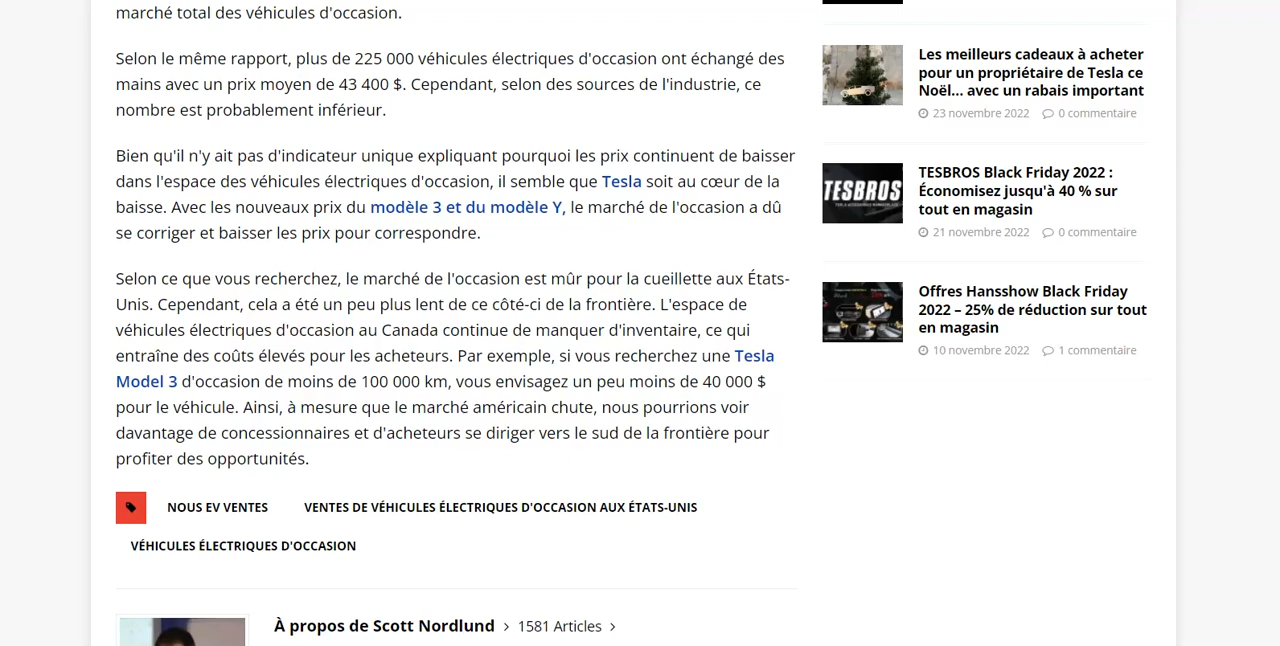 marché total des véhicules d'occasion.
Selon le même rapport, plus de 225 000 véhicules électriques d'occasion ont échangé des
mains avec un prix moyen de 43 400 $. Cependant, selon des sources de l'industrie, ce
nombre est probablement inférieur.
Bien qu'il n'y ait pas d'indicateur unique expliquant pourquoi les prix continuent de baisser
dans l'espace des véhicules électriques d'occasion, il semble que Tesla soit au cœur de la
baisse. Avec les nouveaux prix du modèle 3 et du modèle Y, le marché de l'occasion a dû
se corriger et baisser les prix pour correspondre.
Selon ce que vous recherchez, le marché de l'occasion est mûr pour la cueillette aux États-
Unis. Cependant, cela a été un peu plus lent de ce côté-ci de la frontière. L'espace de
véhicules électriques d'occasion au Canada continue de manquer d'inventaire, ce qui
entraîne des coûts élevés pour les acheteurs. Par exemple, si vous recherchez une Tesla
Model 3 d'occasion de moins de 100 000 km, vous envisagez un peu moins de 40 000 $
pour le véhicule. Ainsi, à mesure que le marché américain chute, nous pourrions voir
davantage de concessionnaires et d'acheteurs se diriger vers le sud de la frontière pour
profiter des opportunités.
NOUS EV VENTES
VENTES DE VÉHICULES ÉLECTRIQUES D'OCCASION AUX ÉTATS-UNIS
VÉHICULES ÉLECTRIQUES D'OCCASION
À propos de Scott Nordlund > 1581 Articles >
Les meilleurs cadeaux à acheter
pour un propriétaire de Tesla ce
Noël... avec un rabais important
23 novembre 2022 0 commentaire
TESBROS
TESBROS Black Friday 2022 :
Économisez jusqu'à 40 % sur
tout en magasin
21 novembre 2022 0 commentaire
Offres Hansshow Black Friday
2022 – 25% de réduction sur tout
en magasin
10 novembre 2022 1 commentaire